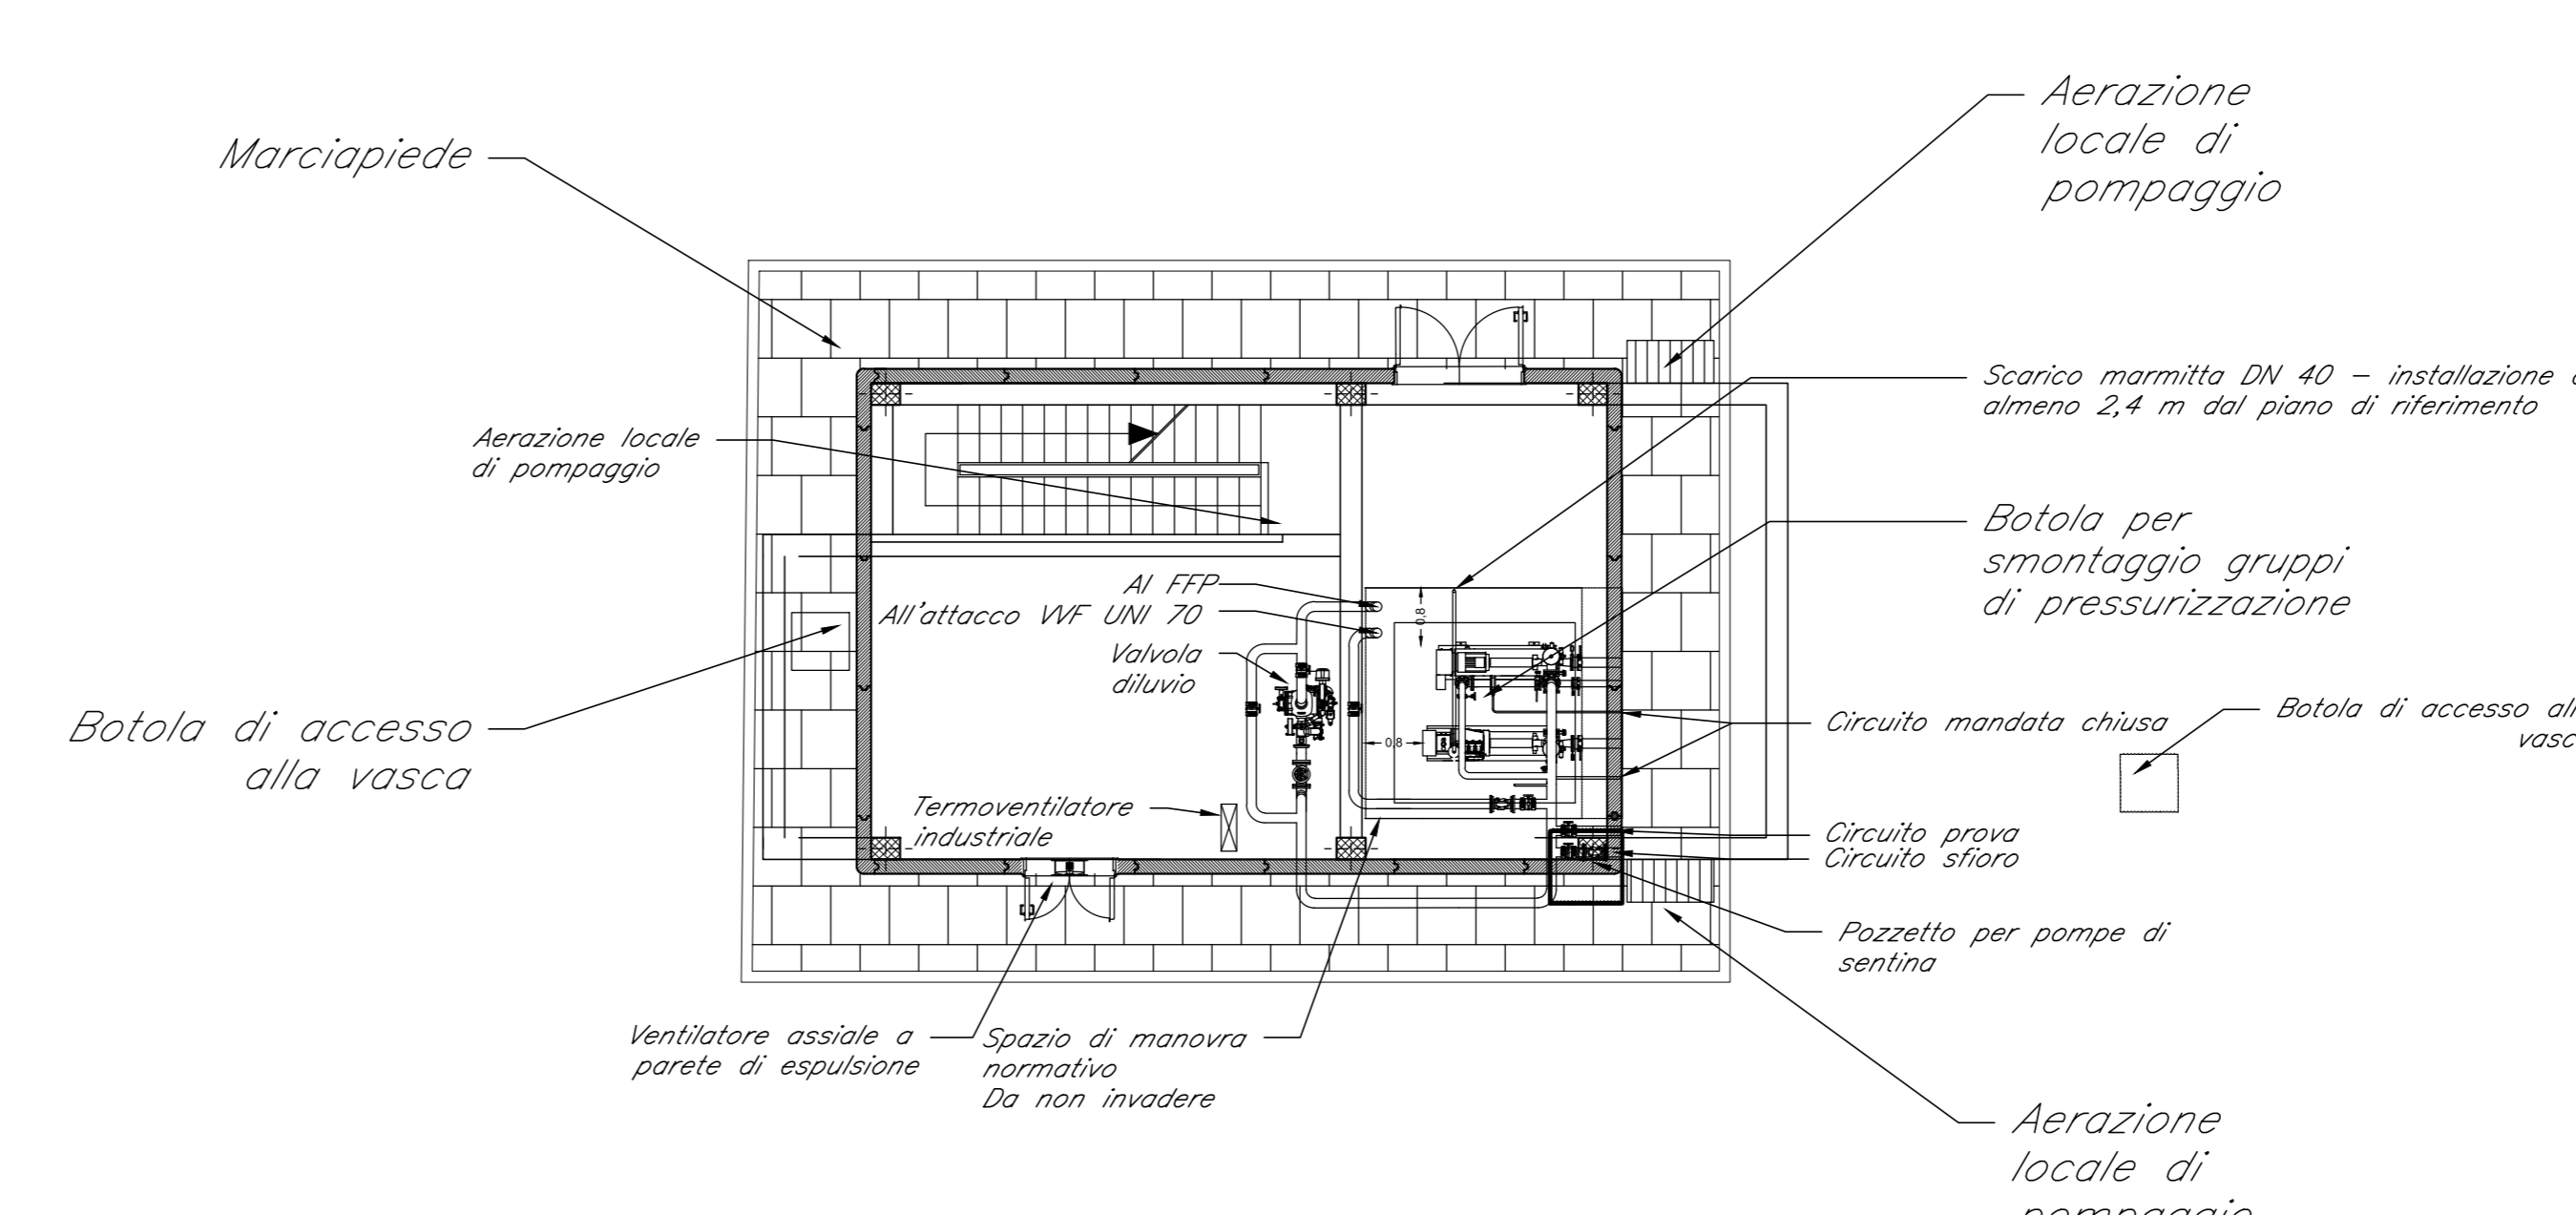 Aerazione
locale di
pompaggio
Marciapiede
Scarico marmitta DN 40 – installazione
almeno 2,4 m dal piano di riferimento
Aerazione locale
di pompaggio
Botola per
smontaggio gruppi
di pressurizzazione
Al FFP
All'attacco VVF UNI 70
0,8
Valvola
diluvio
Botola di accesso
alla vasca
0,8
Circuito mandata chiusa
Botola di accesso
Termoventilatore
industriale
Circuito prova
Circuito sfioro
Pozzetto per pompe di
sentina
Ventilatore assiale a
parete di espulsione
Spazio di manovra
normativo
Da non invadere
Aerazione
locale di
pompaggio